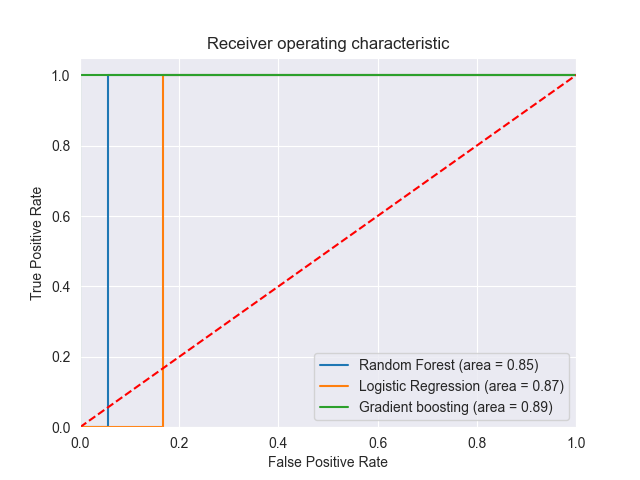 Receiver operating characteristic
1.0
0.8
0.6
0.4
0.2
0.0
True Positive Rate
Random Forest (area = 0.85)
Logistic Regression (area = 0.87)
Gradient boosting (area = 0.89)
0.0 0.2 0.4 0.6 0.8 1.0
False Positive Rate